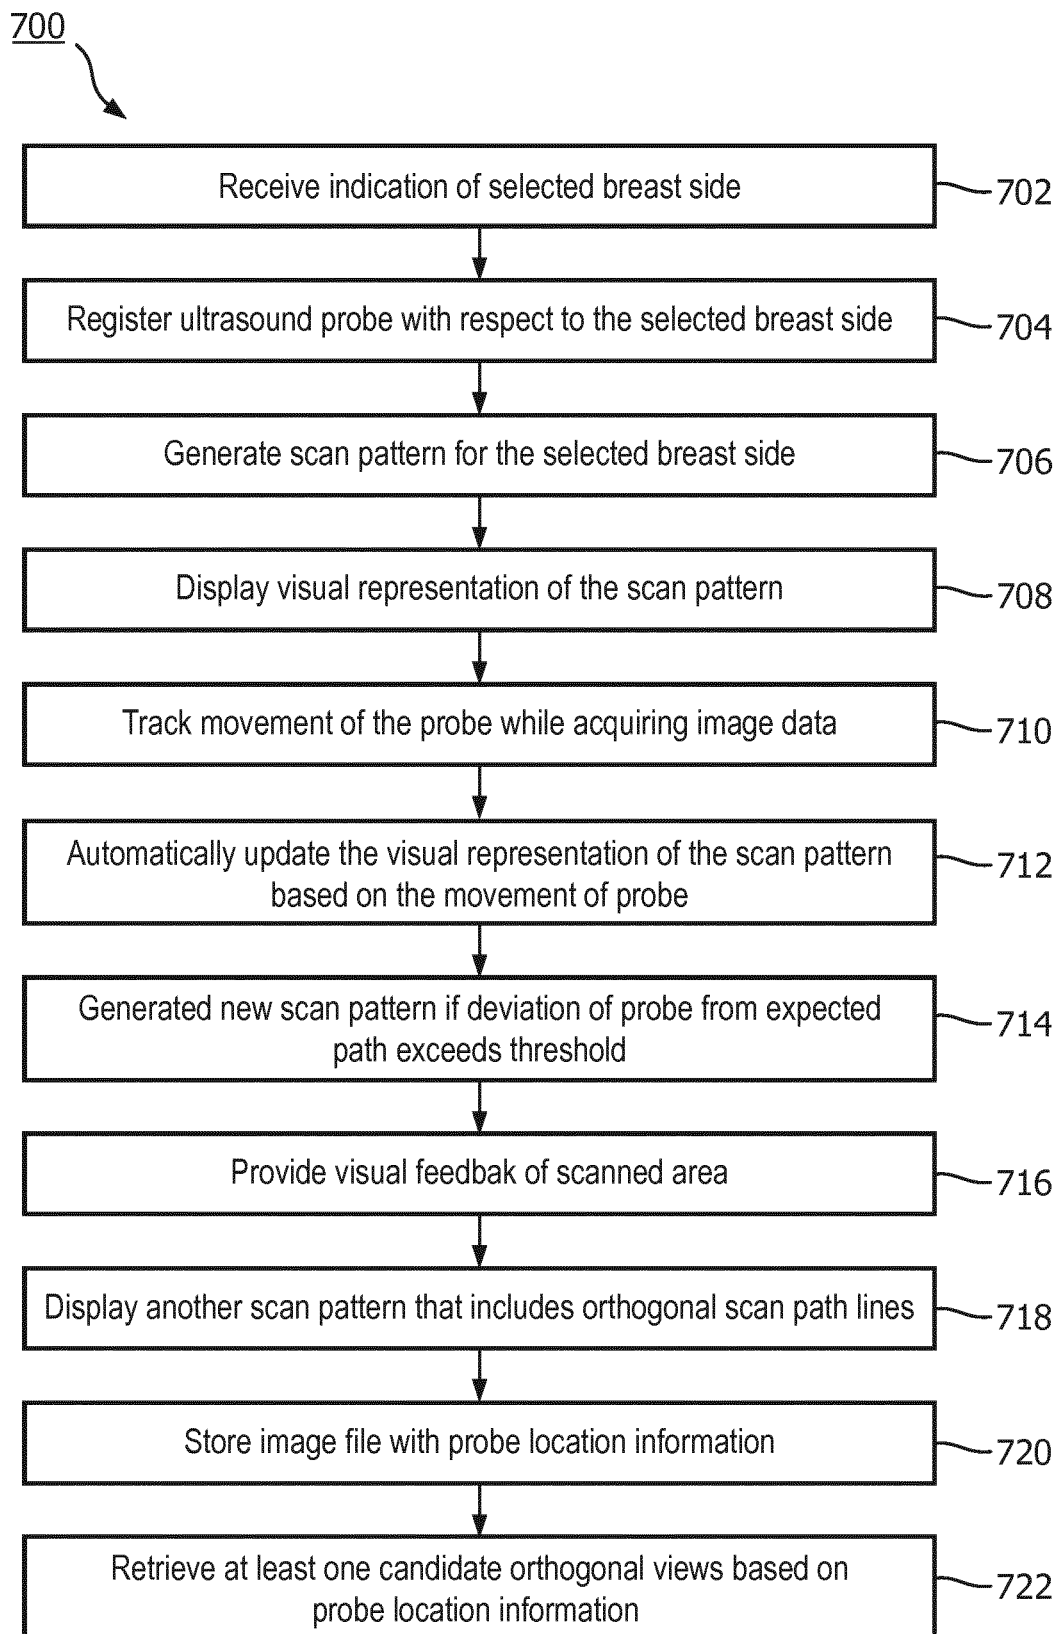 700
Receive indication of selected breast side
702
Register ultrasound probe with respect to the selected breast side
704
Generate scan pattern for the selected breast side
706
Display visual representation of the scan pattern
708
Track movement of the probe while acquiring image data
710
Automatically update the visual representation of the scan pattern
based on the movement of probe
712
Generated new scan pattern if deviation of probe from expected
path exceeds threshold
714
Provide visual feedbak of scanned area
716
Display another scan pattern that includes orthogonal scan path lines
718
Store image file with probe location information
720
Retrieve at least one candidate orthogonal views based on
probe location information
722